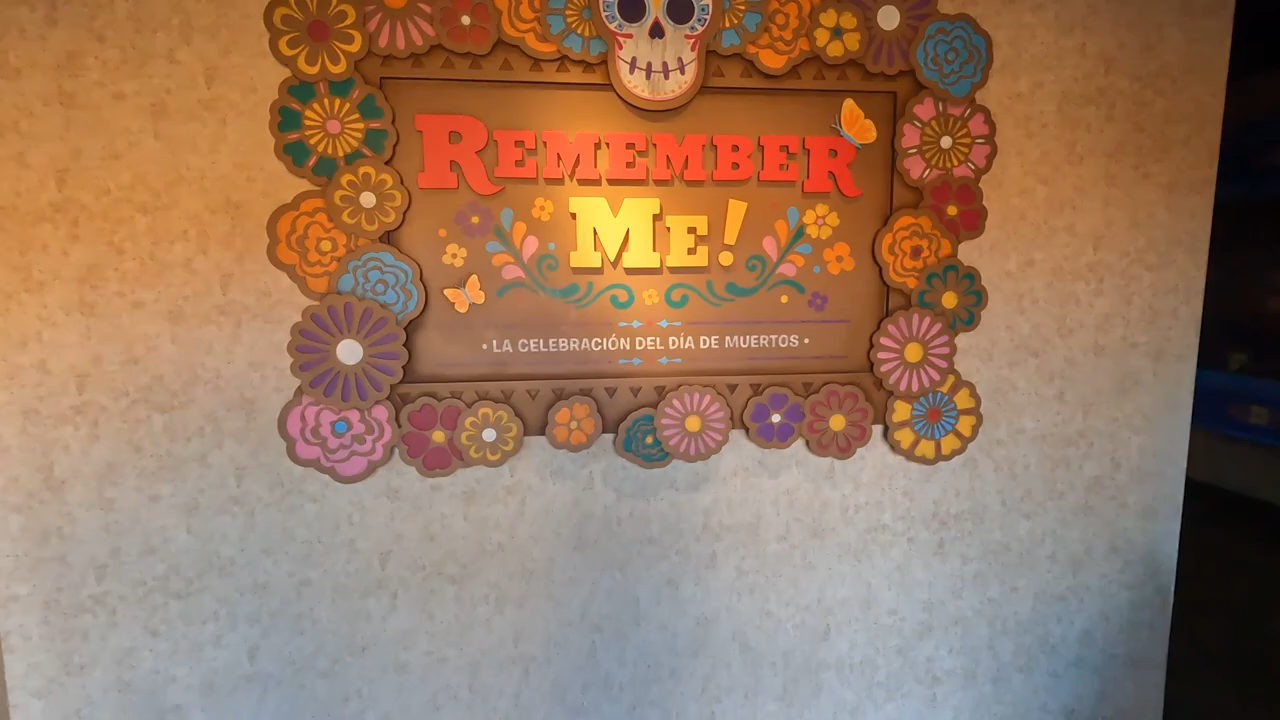 REMEMBER
ME!
• LA CELEBRACIÓN DEL DÍA DE MUERTOS •